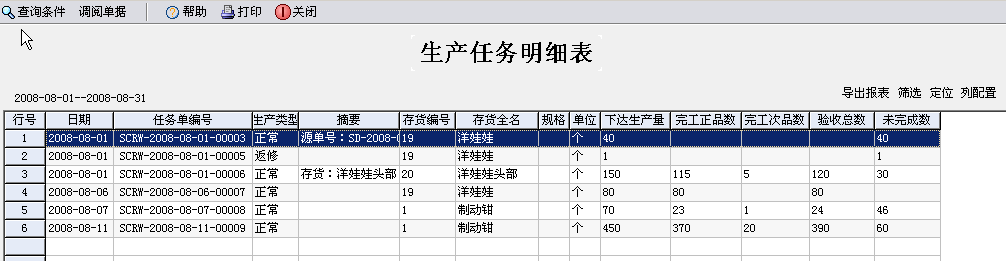 查询条件 调阅单据 帮助 打印 关闭
生产任务明细表
2008-08-01--2008-08-31 导出报表 筛选 定位 列配置
行号 日期 任务单编号 生产类型 摘要 存货编号 存货全名 规格 单位 下达生产量 完工正品数 完工次品数 验收总数 未完成数
1 2008-08-01 SCRW-2008-08-01-00003 正常 源单号：SD-2008-0 19 洋娃娃 个 40 40
2 2008-08-01 SCRW-2008-08-01-00005 返修 19 洋娃娃 个 1 1
3 2008-08-01 SCRW-2008-08-01-00006 正常 存货：洋娃娃头部 20 洋娃娃头部 个 150 115 5 120 30
4 2008-08-06 SCRW-2008-08-06-00007 正常 19 洋娃娃 个 80 80 80
5 2008-08-07 SCRW-2008-08-07-00008 正常 1 制动钳 个 70 23 1 24 46
6 2008-08-11 SCRW-2008-08-11-00009 正常 1 制动钳 个 450 370 20 390 60